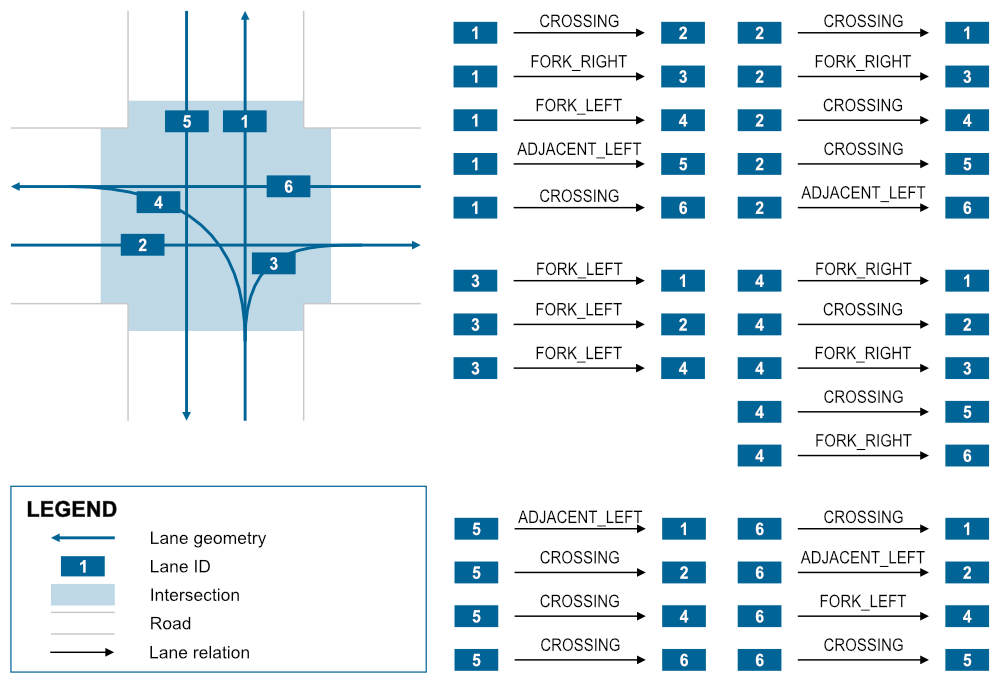 5 1
6
4
2
3
1 CROSSING 2
1 FORK_RIGHT 3
1 FORK_LEFT 4
1 ADJACENT_LEFT 5
1 CROSSING 6
2 CROSSING 1
2 FORK_RIGHT 3
2 CROSSING 4
2 CROSSING 5
2 ADJACENT_LEFT 6
3 FORK_LEFT 1
3 FORK_LEFT 2
3 FORK_LEFT 4
4 FORK_RIGHT 1
4 CROSSING 2
4 FORK_RIGHT 3
4 CROSSING 5
4 FORK_RIGHT 6
5 ADJACENT_LEFT 1
5 CROSSING 2
5 CROSSING 4
5 CROSSING 6
6 CROSSING 1
6 ADJACENT_LEFT 2
6 FORK_LEFT 4
6 CROSSING 5
LEGEND
Lane geometry
1 Lane ID
Intersection
Road
Lane relation